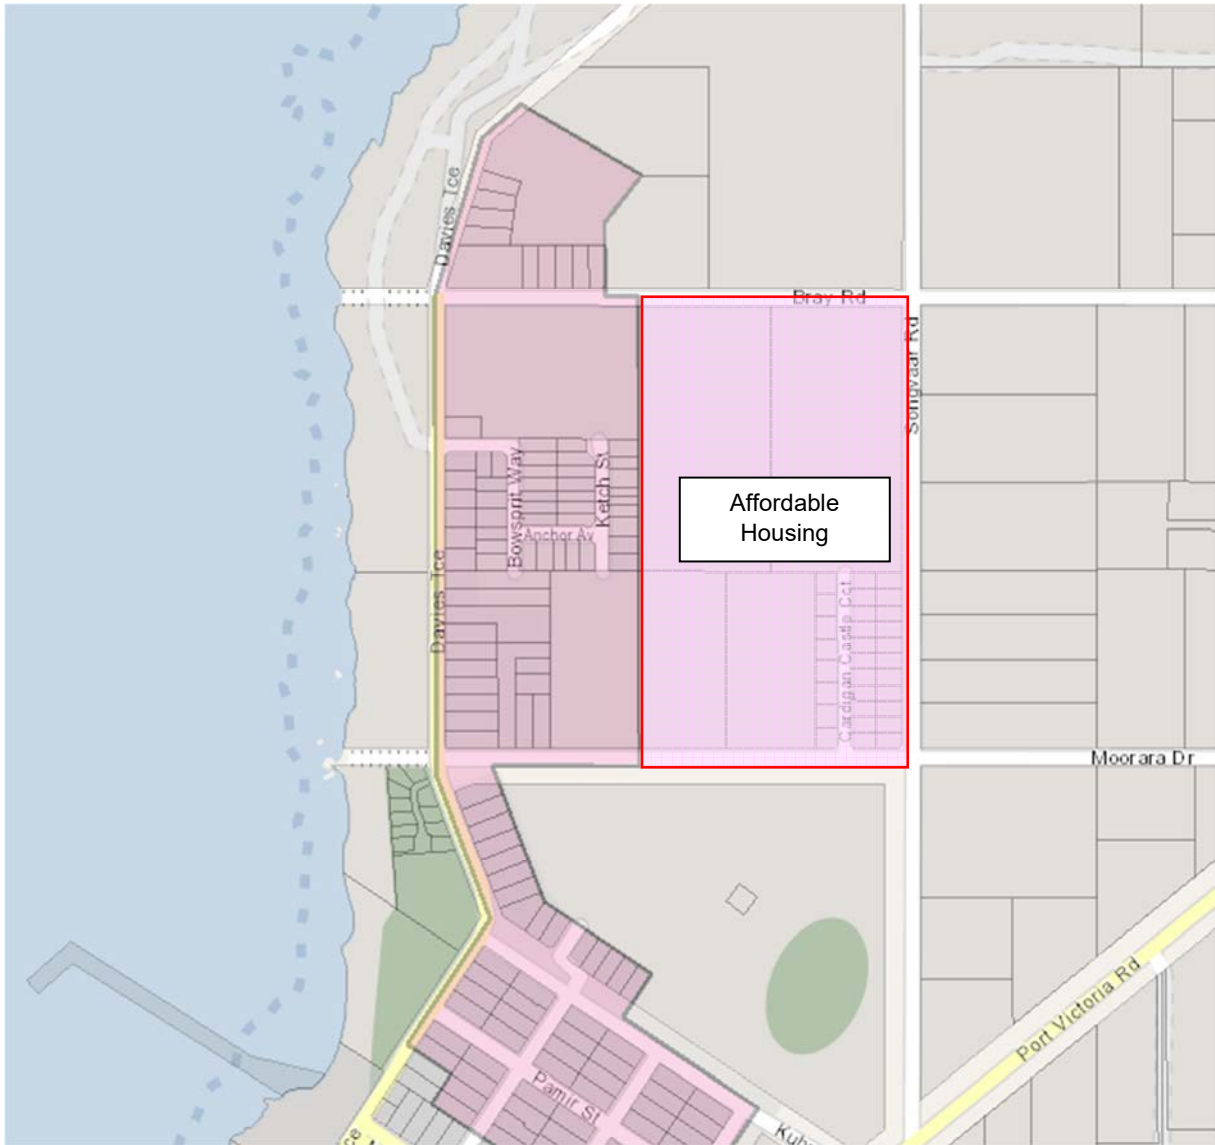 Davies Tce
Bray Rd
Songvaar Rd
Bowsprit Way
Ketch St
Anchor Av
Affordable
Housing
Davies Tce
Cardigan Castle Cct
Moorara Dr
Port Victoria Rd
Pamir St